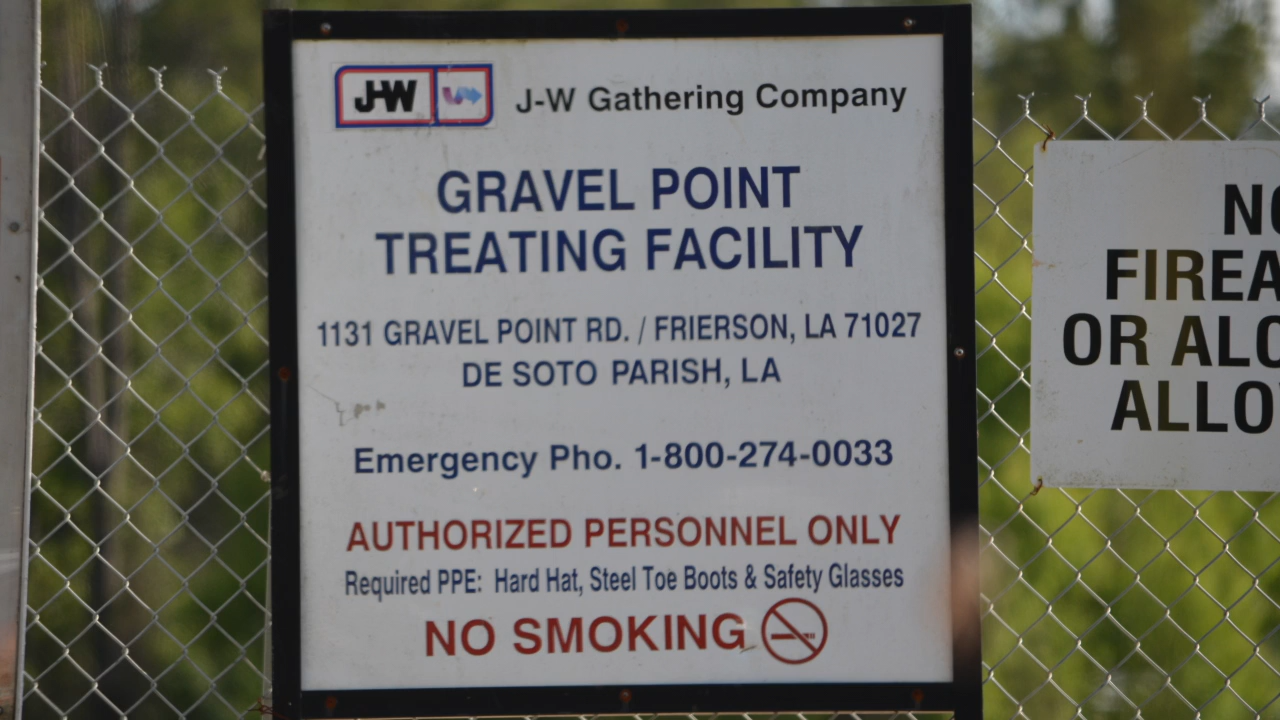 J-W
J-W Gathering Company
GRAVEL POINT
TREATING FACILITY
1131 GRAVEL POINT RD. / FRIERSON, LA 71027
DE SOTO PARISH, LA
Emergency Pho. 1-800-274-0033
AUTHORIZED PERSONNEL ONLY
Required PPE: Hard Hat, Steel Toe Boots & Safety Glasses
NO SMOKING
NO
FIREA
OR ALC
ALLO